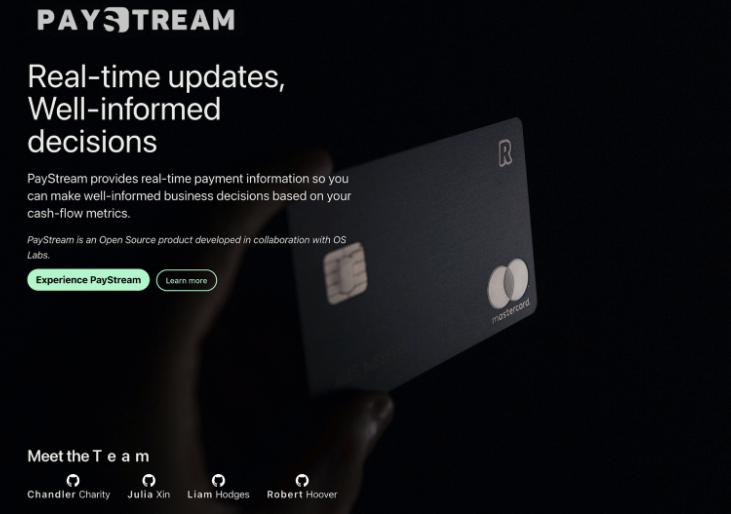 PAYSTREAM
Real-time updates,
Well-informed
decisions
PayStream provides real-time payment information so you
can make well-informed business decisions based on your
cash-flow metrics.
PayStream is an Open Source product developed in collaboration with OS
Labs.
Experience PayStream
Learn more
R
mastercard
Meet the Team
Chandler Charity
Julia Xin
Liam Hodges
Robert Hoover